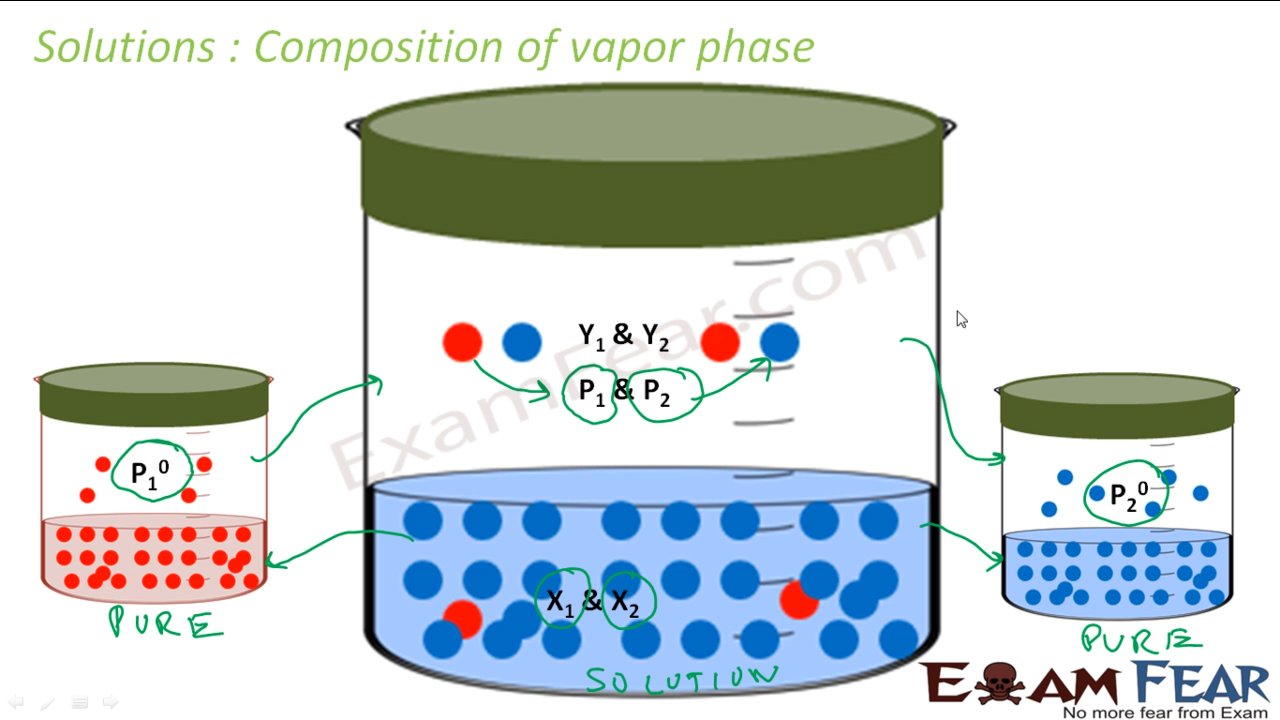 Solutions : Composition of vapor phase
ExamFear.com
Y₁ & Y₂
P₁ & P₂
P₁⁰
P₂⁰
X₁ & X₂
PURE
PURE
SOLUTION
EXAM FEAR
No more fear from Exam